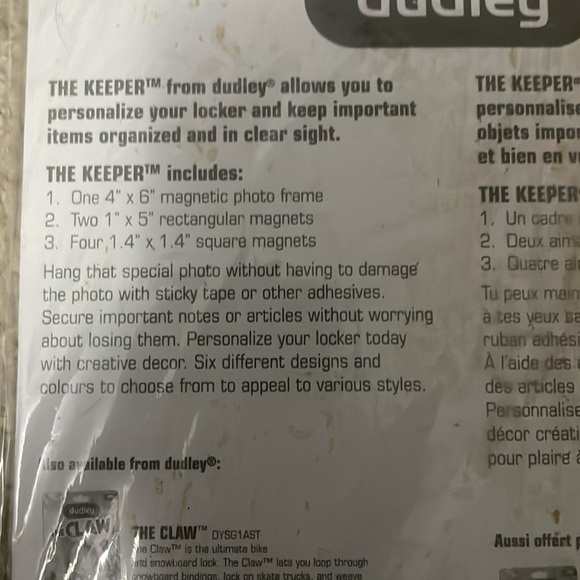 dudley
THE KEEPER™ from dudley® allows you to
personalize your locker and keep important
items organized and in clear sight.
THE KEEPER™ includes:
1. One 4" x 6" magnetic photo frame
2. Two 1" x 5" rectangular magnets
3. Four 1.4" x 1.4" square magnets
Hang that special photo without having to damage
the photo with sticky tape or other adhesives.
Secure important notes or articles without worrying
about losing them. Personalize your locker today
with creative decor. Six different designs and
colours to choose from to appeal to various styles.
Also available from dudley®:
dudley
CLAW
THE CLAW™ DYSG1AST
The Claw™ is the ultimate bike
and snowboard lock. The Claw™ lets you loop through
snowboard bindings, lock on skate trucks, and weave
THE KEEPER
personnalis
objets impor
et bien en v
THE KEEPER
1. Un cadre
2. Deux aim
3. Quatre ai
Tu peux main
à tes yeux sa
ruban adhési
À l'aide des
des articles
Personnalise
décor créati
pour plaire à
Aussi offert p